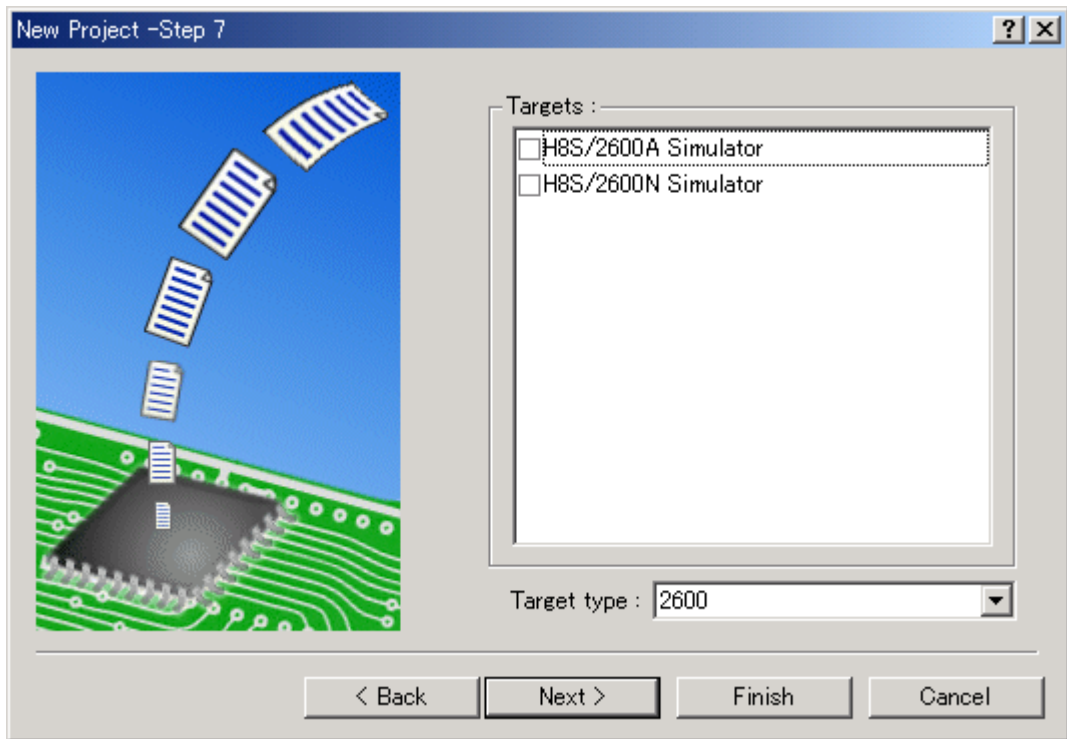 New Project -Step 7
Targets :
H8S/2600A Simulator
H8S/2600N Simulator
Target type : 2600
< Back Next > Finish Cancel